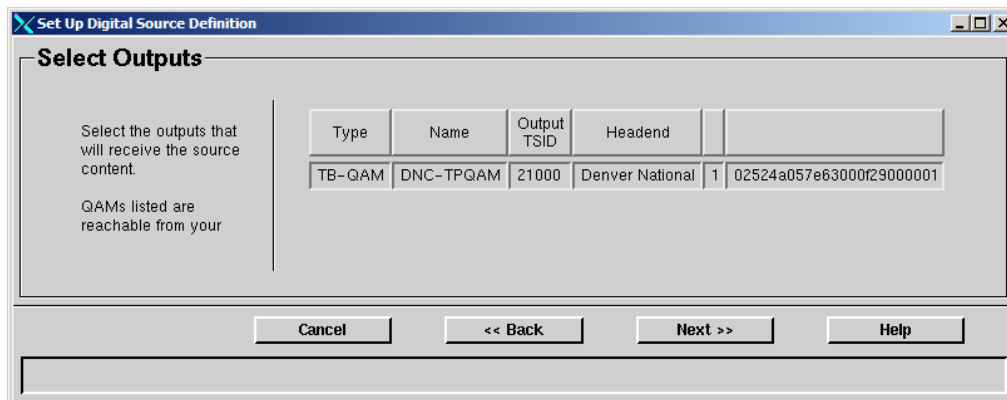 Set Up Digital Source Definition
Select Outputs
Select the outputs that
will receive the source
content.
QAMs listed are
reachable from your
Type Name Output TSID Headend
TB-QAM DNC-TPQAM 21000 Denver National 1 02524a057e63000f29000001
Cancel << Back Next >> Help